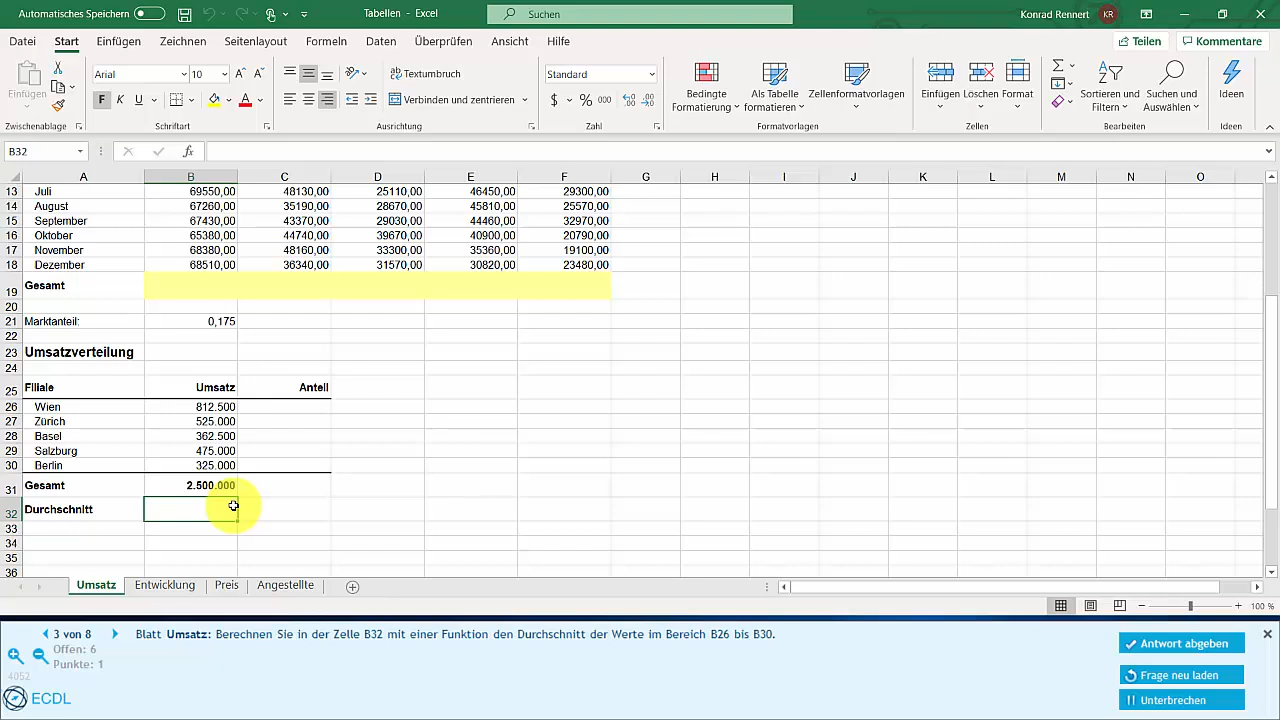 Automatisches Speichern
Tabellen - Excel
Suchen
Konrad Rennert KR
Datei Start Einfügen Zeichnen Seitenlayout Formeln Daten Überprüfen Ansicht Hilfe
Teilen Kommentare
Einfügen
Arial 10
F K U
Textumbruch
Verbinden und zentrieren
Standard
$ % 000
Bedingte Formatierung
Als Tabelle formatieren
Zellenformatvorlagen
Einfügen Löschen Format
Sortieren und Filtern
Suchen und Auswählen
Ideen
Zwischenablage Schriftart Ausrichtung Zahl Formatvorlagen Zellen Bearbeiten Ideen
B32 fx
A B C D E F G H I J K L M N O
13 Juli 69550,00 48130,00 25110,00 46450,00 29300,00
14 August 67260,00 35190,00 28670,00 45810,00 25570,00
15 September 67430,00 43370,00 29030,00 44460,00 32970,00
16 Oktober 65380,00 44740,00 39670,00 40900,00 20790,00
17 November 68380,00 48160,00 33300,00 35360,00 19100,00
18 Dezember 68510,00 36340,00 31570,00 30820,00 23480,00
19 Gesamt
20
21 Marktanteil: 0,175
22
23 Umsatzverteilung
24
25 Filiale Umsatz Anteil
26 Wien 812.500
27 Zürich 525.000
28 Basel 362.500
29 Salzburg 475.000
30 Berlin 325.000
31 Gesamt 2.500.000
32 Durchschnitt
33
34
35
36
Umsatz Entwicklung Preis Angestellte
100 %
3 von 8
Offen: 6
Punkte: 1
4052
ECDL
Blatt Umsatz: Berechnen Sie in der Zelle B32 mit einer Funktion den Durchschnitt der Werte im Bereich B26 bis B30.
Antwort abgeben
Frage neu laden
Unterbrechen